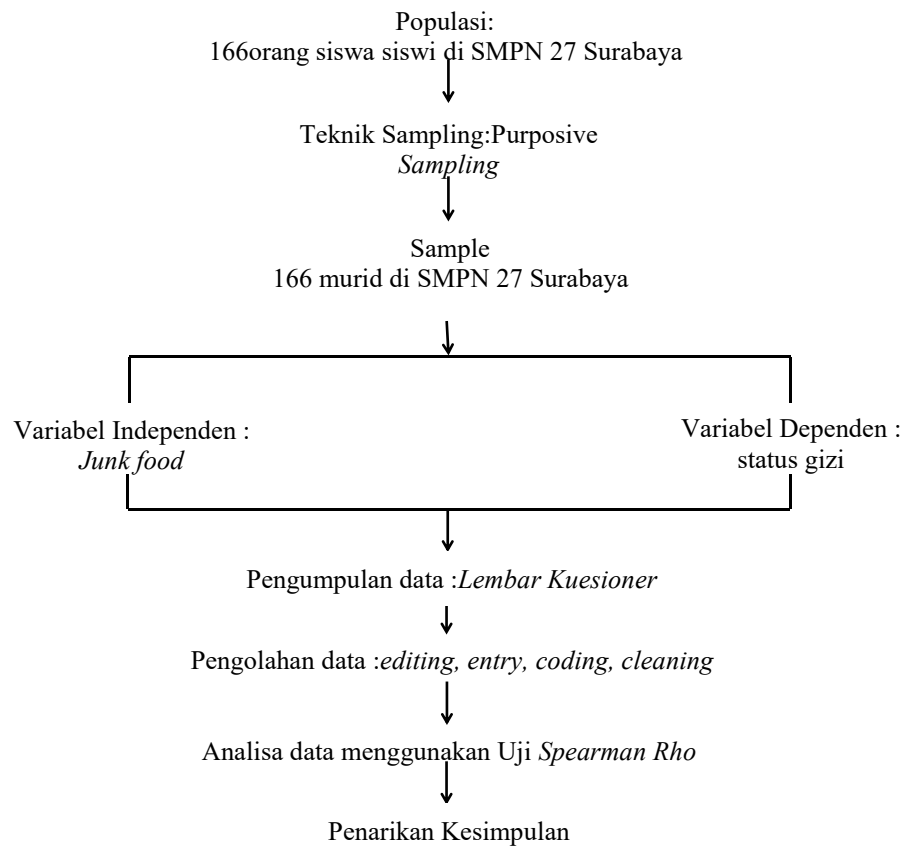 Populasi:
166orang siswa siswi di SMPN 27 Surabaya
Teknik Sampling:Purposive
Sampling
Sample
166 murid di SMPN 27 Surabaya
Variabel Independen :
Junk food
Variabel Dependen :
status gizi
Pengumpulan data :Lembar Kuesioner
Pengolahan data :editing, entry, coding, cleaning
Analisa data menggunakan Uji Spearman Rho
Penarikan Kesimpulan